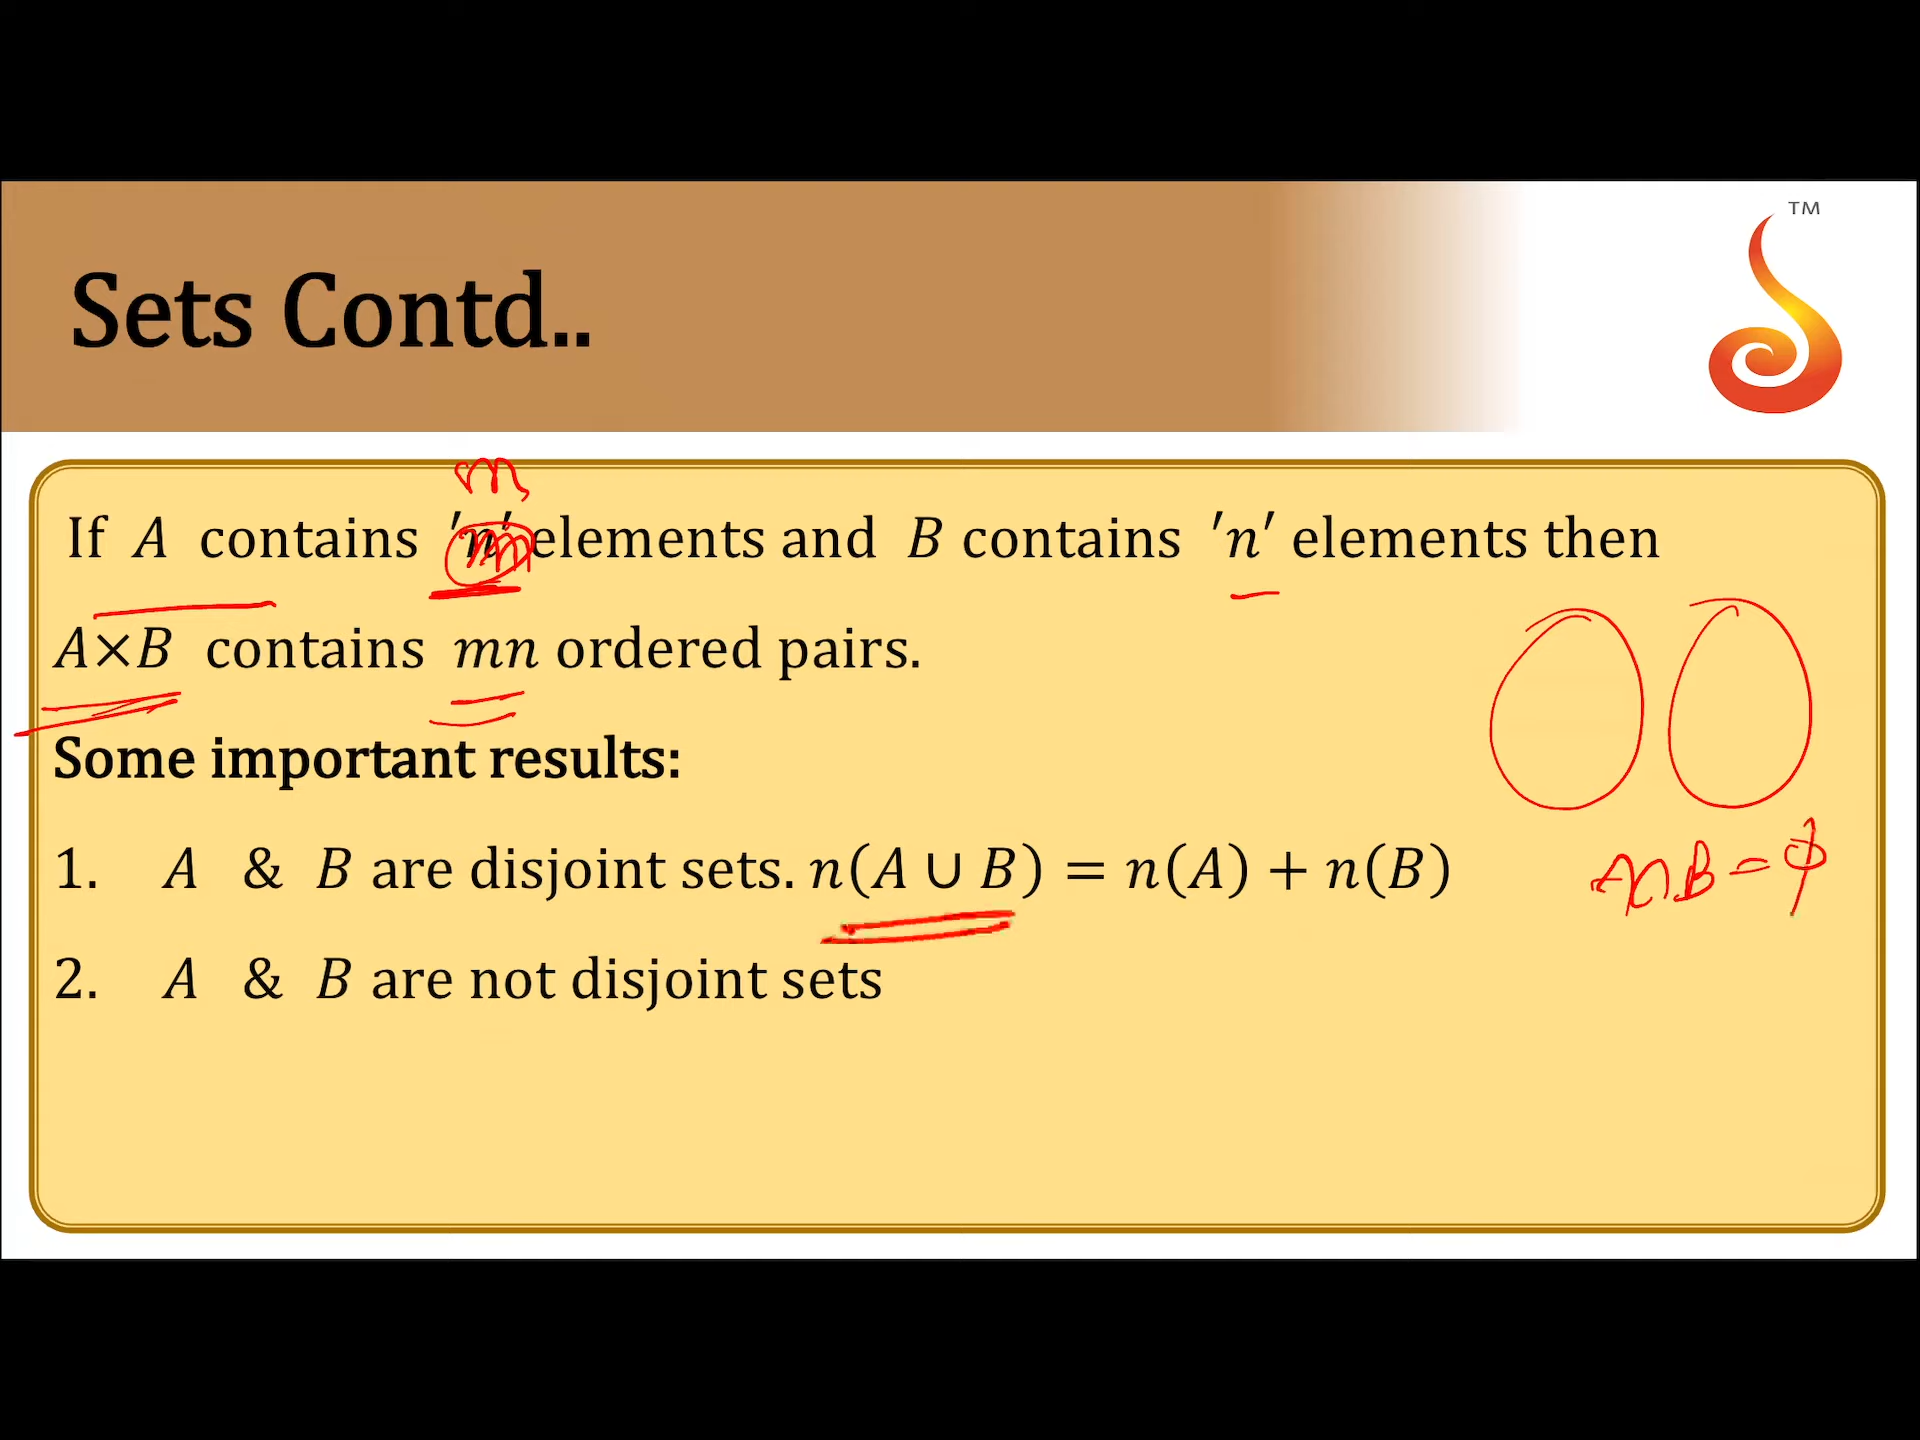 TM
Sets Contd..
m
If A contains 'n' elements and B contains 'n' elements then
A×B contains mn ordered pairs.
Some important results:
1. A & B are disjoint sets. n(A ∪ B) = n(A) + n(B)
A∩B = φ
2. A & B are not disjoint sets